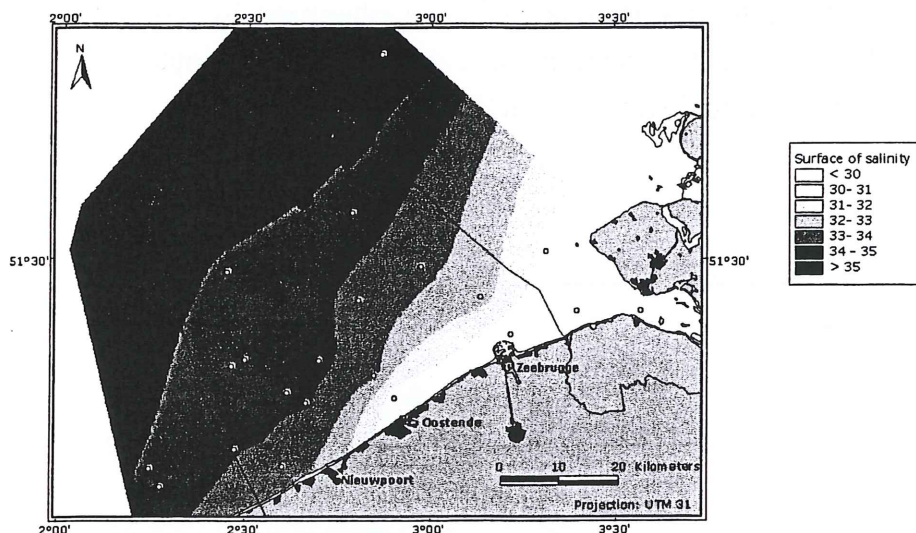 2°00' 2°30' 3°00' 3°30'
N
51°30' 51°30'
Surface of salinity
< 30
30- 31
31- 32
32- 33
33- 34
34 - 35
> 35
Zeebrugge
Oostende
Nieuwpoort
0 10 20 Kilometers
Projection: UTM 31
2°00' 2°30' 3°00' 3°30'